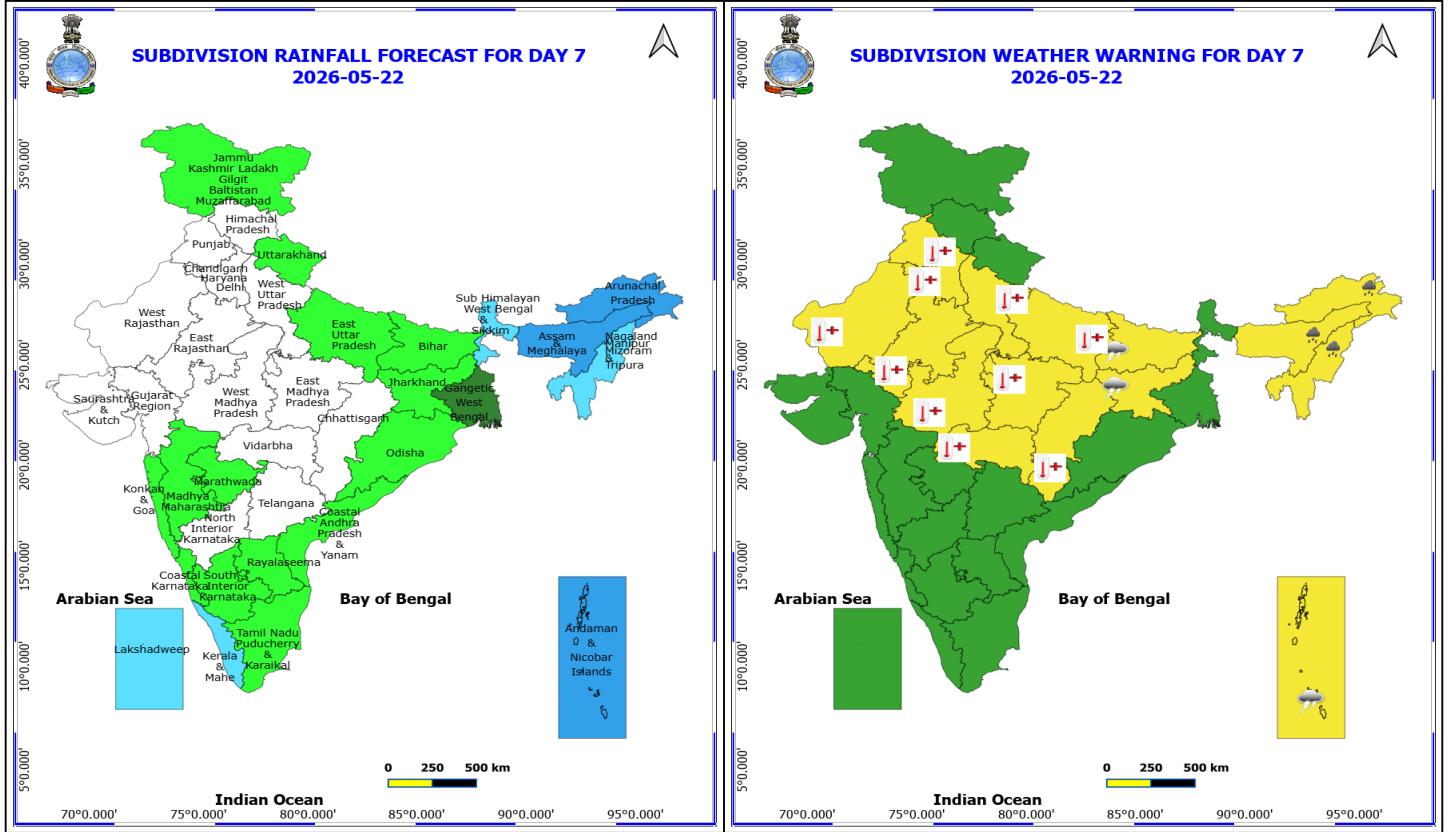 SUBDIVISION RAINFALL FORECAST FOR DAY 7
2026-05-22
40°0.000'
35°0.000'
30°0.000'
25°0.000'
20°0.000'
15°0.000'
10°0.000'
5°0.000'
Jammu
Kashmir Ladakh
Gilgit
Baltistan
Muzaffarabad
Himachal
Pradesh
Punjab
Uttarakhand
Chandigarh
Haryana
Delhi
West
Uttar
Pradesh
West
Rajasthan
East
Rajasthan
East
Uttar
Pradesh
Bihar
Sub Himalayan
West Bengal
&
Sikkim
Arunachal
Pradesh
Assam
&
Meghalaya
Nagaland
Manipur
Mizoram
&
Tripura
Jharkhand
Gangetic
West
Bengal
Saurashtra
&
Kutch
Gujarat
Region
West
Madhya
Pradesh
East
Madhya
Pradesh
Chhattisgarh
Vidarbha
Odisha
Konkan
&
Goa
Madhya
Maharashtra
Marathwada
Telangana
North
Interior
Karnataka
Coastal
Andhra
Pradesh
&
Yanam
Rayalaseema
Coastal
Karnataka
South
Interior
Karnataka
Tamil Nadu
Puducherry
&
Karaikal
Kerala
&
Mahe
Lakshadweep
Andaman
&
Nicobar
Islands
Arabian Sea
Bay of Bengal
Indian Ocean
0 250 500 km
70°0.000' 75°0.000' 80°0.000' 85°0.000' 90°0.000' 95°0.000'
SUBDIVISION WEATHER WARNING FOR DAY 7
2026-05-22
40°0.000'
35°0.000'
30°0.000'
25°0.000'
20°0.000'
15°0.000'
10°0.000'
5°0.000'
Arabian Sea
Bay of Bengal
Indian Ocean
0 250 500 km
70°0.000' 75°0.000' 80°0.000' 85°0.000' 90°0.000' 95°0.000'